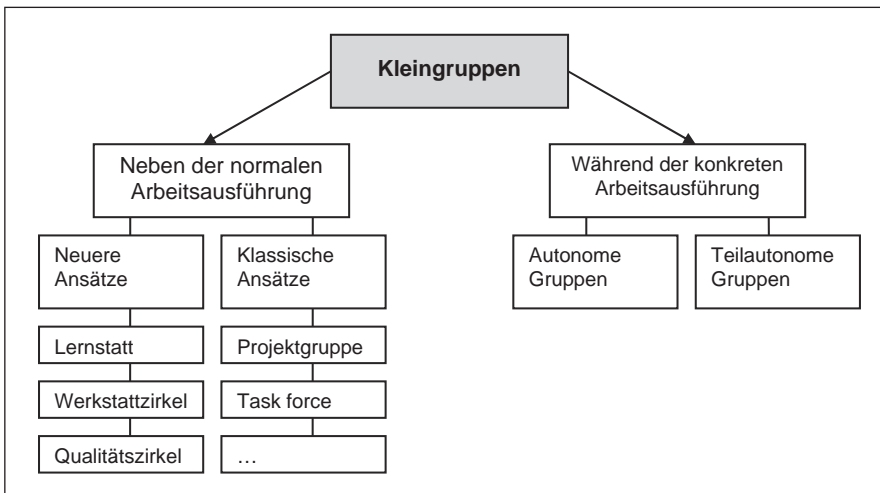 Kleingruppen
Neben der normalen
Arbeitsausführung
Während der konkreten
Arbeitsausführung
Neuere
Ansätze
Klassische
Ansätze
Autonome
Gruppen
Teilautonome
Gruppen
Lernstatt
Projektgruppe
Werkstattzirkel
Task force
Qualitätszirkel
…